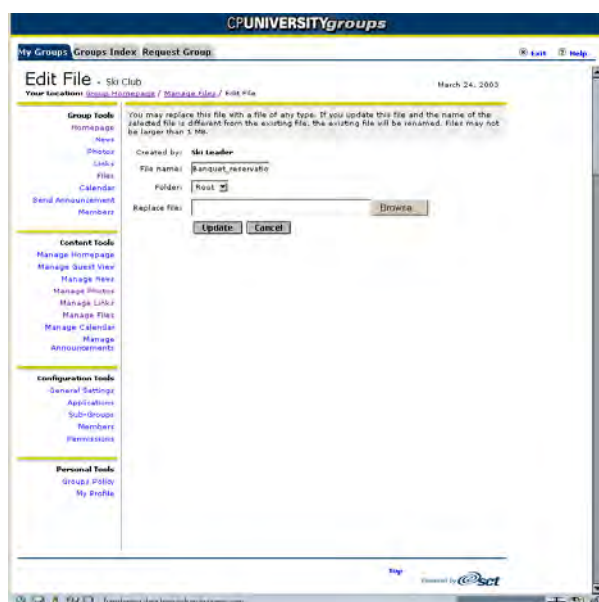 CPUNIVERSITYgroups
My Groups Groups Index Request Group
Exit Help
Edit File - Ski Club
March 24, 2003
Your Location: Group Homepage / Manage Files / Edit File
Group Tools
Homepage
News
Photos
Links
Files
Calendar
Send Announcement
Members
You may replace this file with a file of any type. If you update this file and the name of the
selected file is different from the existing file, the existing file will be renamed. Files may not
be larger than 1 MB.
Created by: Ski Leader
File name: Banquet_reservatio
Folder: Root
Replace file: Browse...
Update Cancel
Content Tools
Manage Homepage
Manage Guest View
Manage News
Manage Photos
Manage Links
Manage Files
Manage Calendar
Manage
Announcements
Configuration Tools
General Settings
Applications
Sub-Groups
Members
Permissions
Personal Tools
Groups Policy
My Profile
Top
Powered by sct